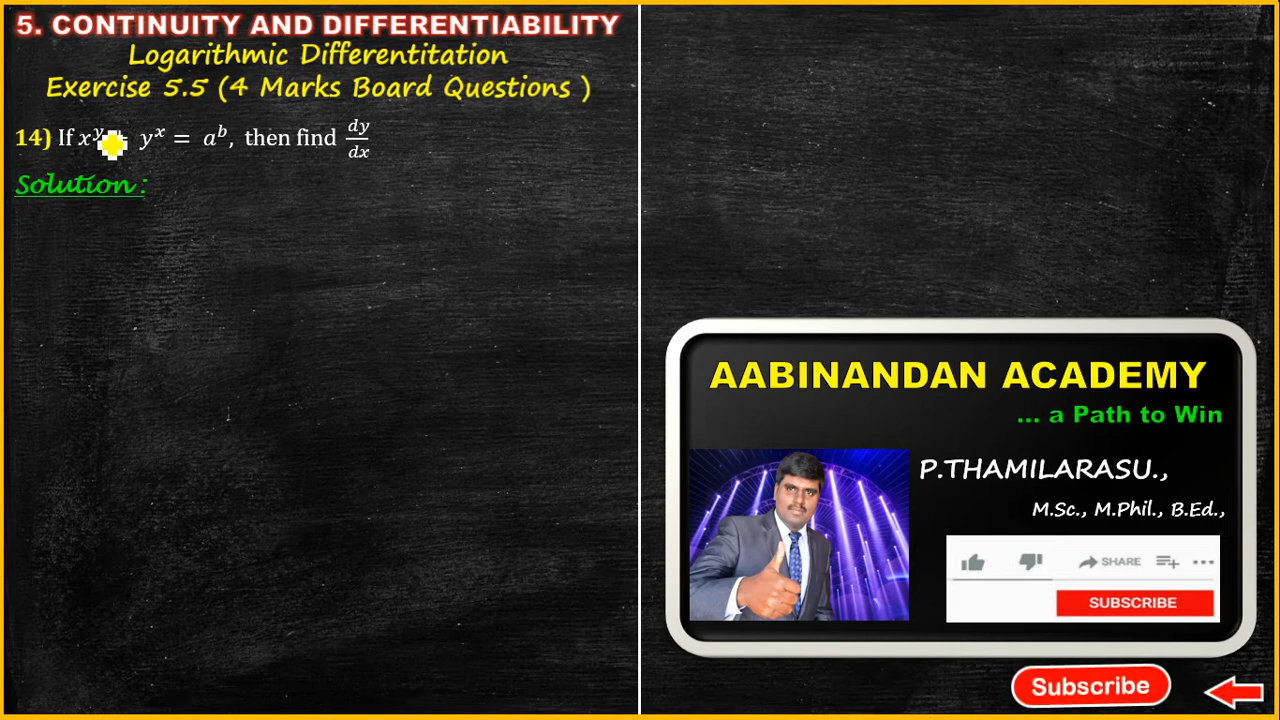 5. CONTINUITY AND DIFFERENTIABILITY
Logarithmic Differentitation
Exercise 5.5 (4 Marks Board Questions )
14) If x^y + y^x = a^b, then find dy/dx
Solution :
AABINANDAN ACADEMY
... a Path to Win
P.THAMILARASU.,
M.Sc., M.Phil., B.Ed.,
SHARE
SUBSCRIBE
Subscribe